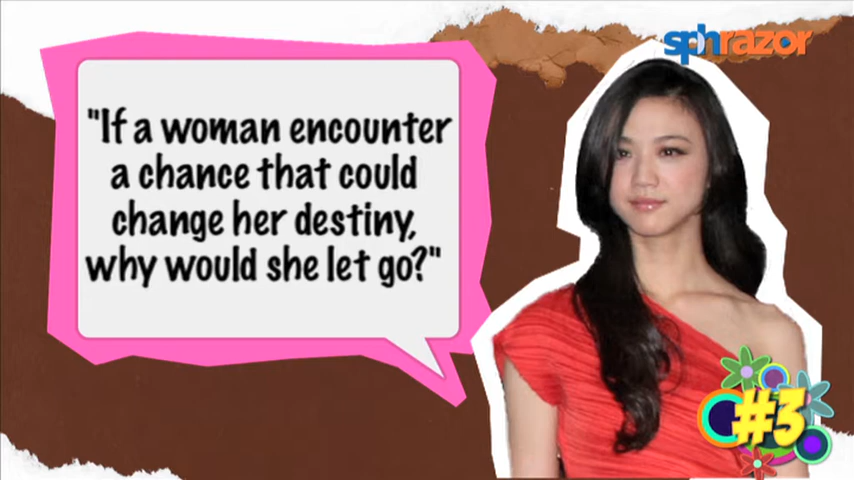 sphrazor
"If a woman encounter
a chance that could
change her destiny,
why would she let go?"
#3